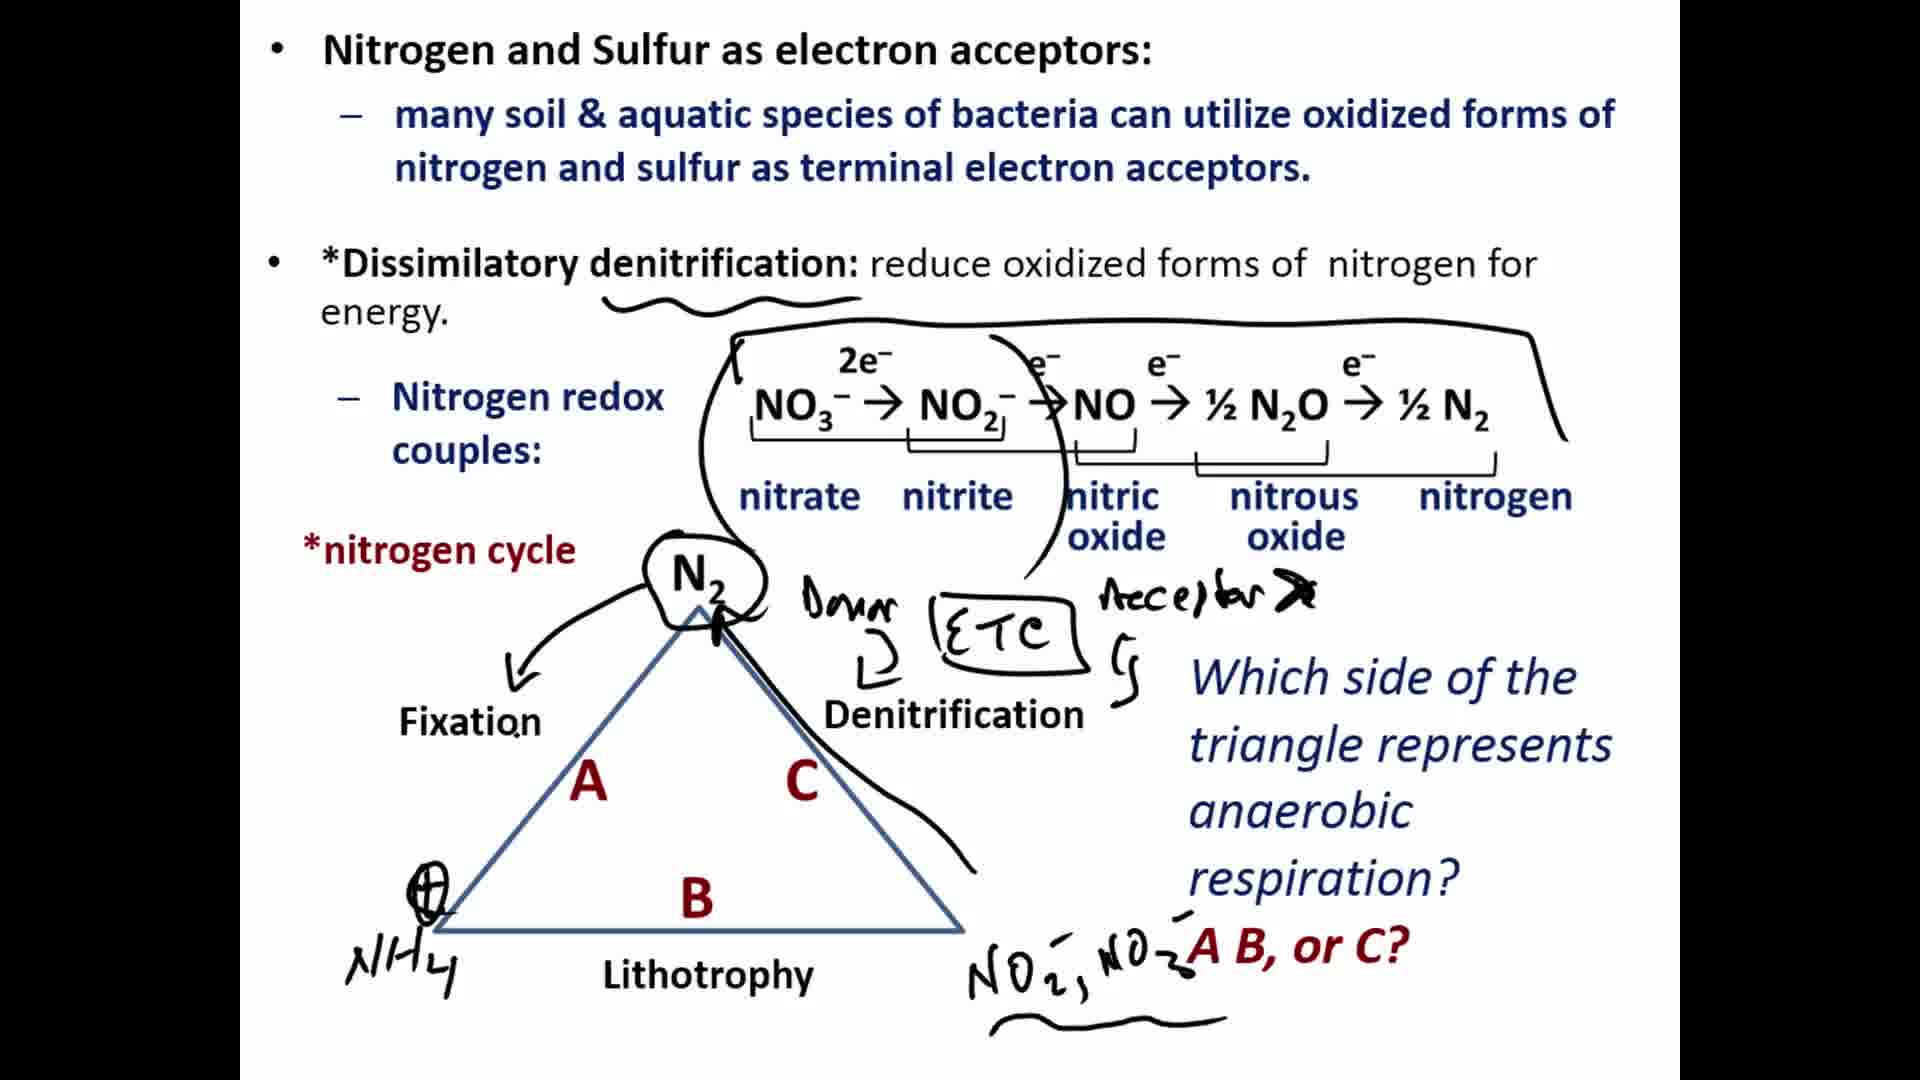 • Nitrogen and Sulfur as electron acceptors:
– many soil & aquatic species of bacteria can utilize oxidized forms of
nitrogen and sulfur as terminal electron acceptors.
• *Dissimilatory denitrification: reduce oxidized forms of nitrogen for
energy.
2e⁻ e⁻ e⁻ e⁻
– Nitrogen redox
couples:
NO₃⁻ → NO₂⁻ → NO → ½ N₂O → ½ N₂
nitrate nitrite nitric
oxide nitrous
oxide nitrogen
*nitrogen cycle
N₂
Donor ETC Acceptor
Fixation
Denitrification
A
C
B
NH₄ +
Lithotrophy
NO₂⁻, NO₃⁻
Which side of the
triangle represents
anaerobic
respiration?
A B, or C?